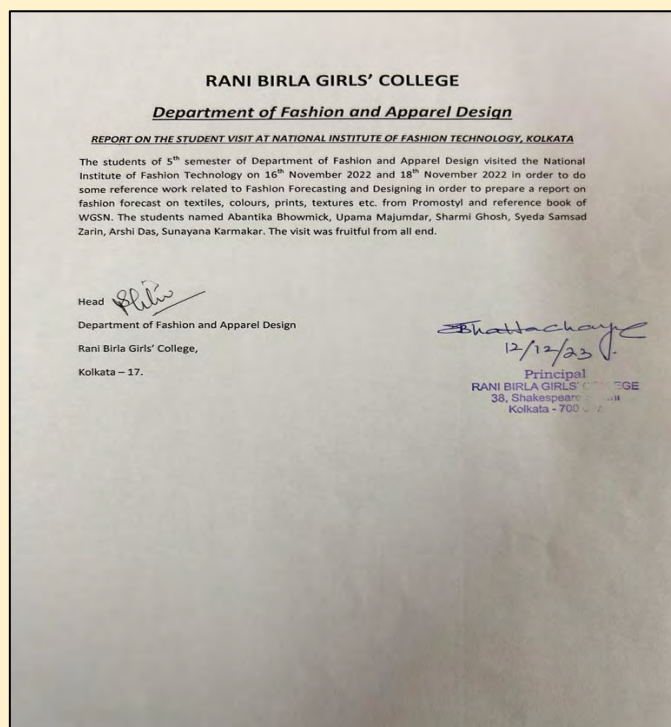 RANI BIRLA GIRLS' COLLEGE
Department of Fashion and Apparel Design
REPORT ON THE STUDENT VISIT AT NATIONAL INSTITUTE OF FASHION TECHNOLOGY, KOLKATA
The students of 5th semester of Department of Fashion and Apparel Design visited the National
Institute of Fashion Technology on 16th November 2022 and 18th November 2022 in order to do
some reference work related to Fashion Forecasting and Designing in order to prepare a report on
fashion forecast on textiles, colours, prints, textures etc. from Promostyl and reference book of
WGSN. The students named Abantika Bhowmick, Upama Majumdar, Sharmi Ghosh, Syeda Samsad
Zarin, Arshi Das, Sunayana Karmakar. The visit was fruitful from all end.
Head
Department of Fashion and Apparel Design
Rani Birla Girls' College,
Kolkata – 17.
12/12/23
Principal
RANI BIRLA GIRLS'
38, Shakespeare
Kolkata - 700